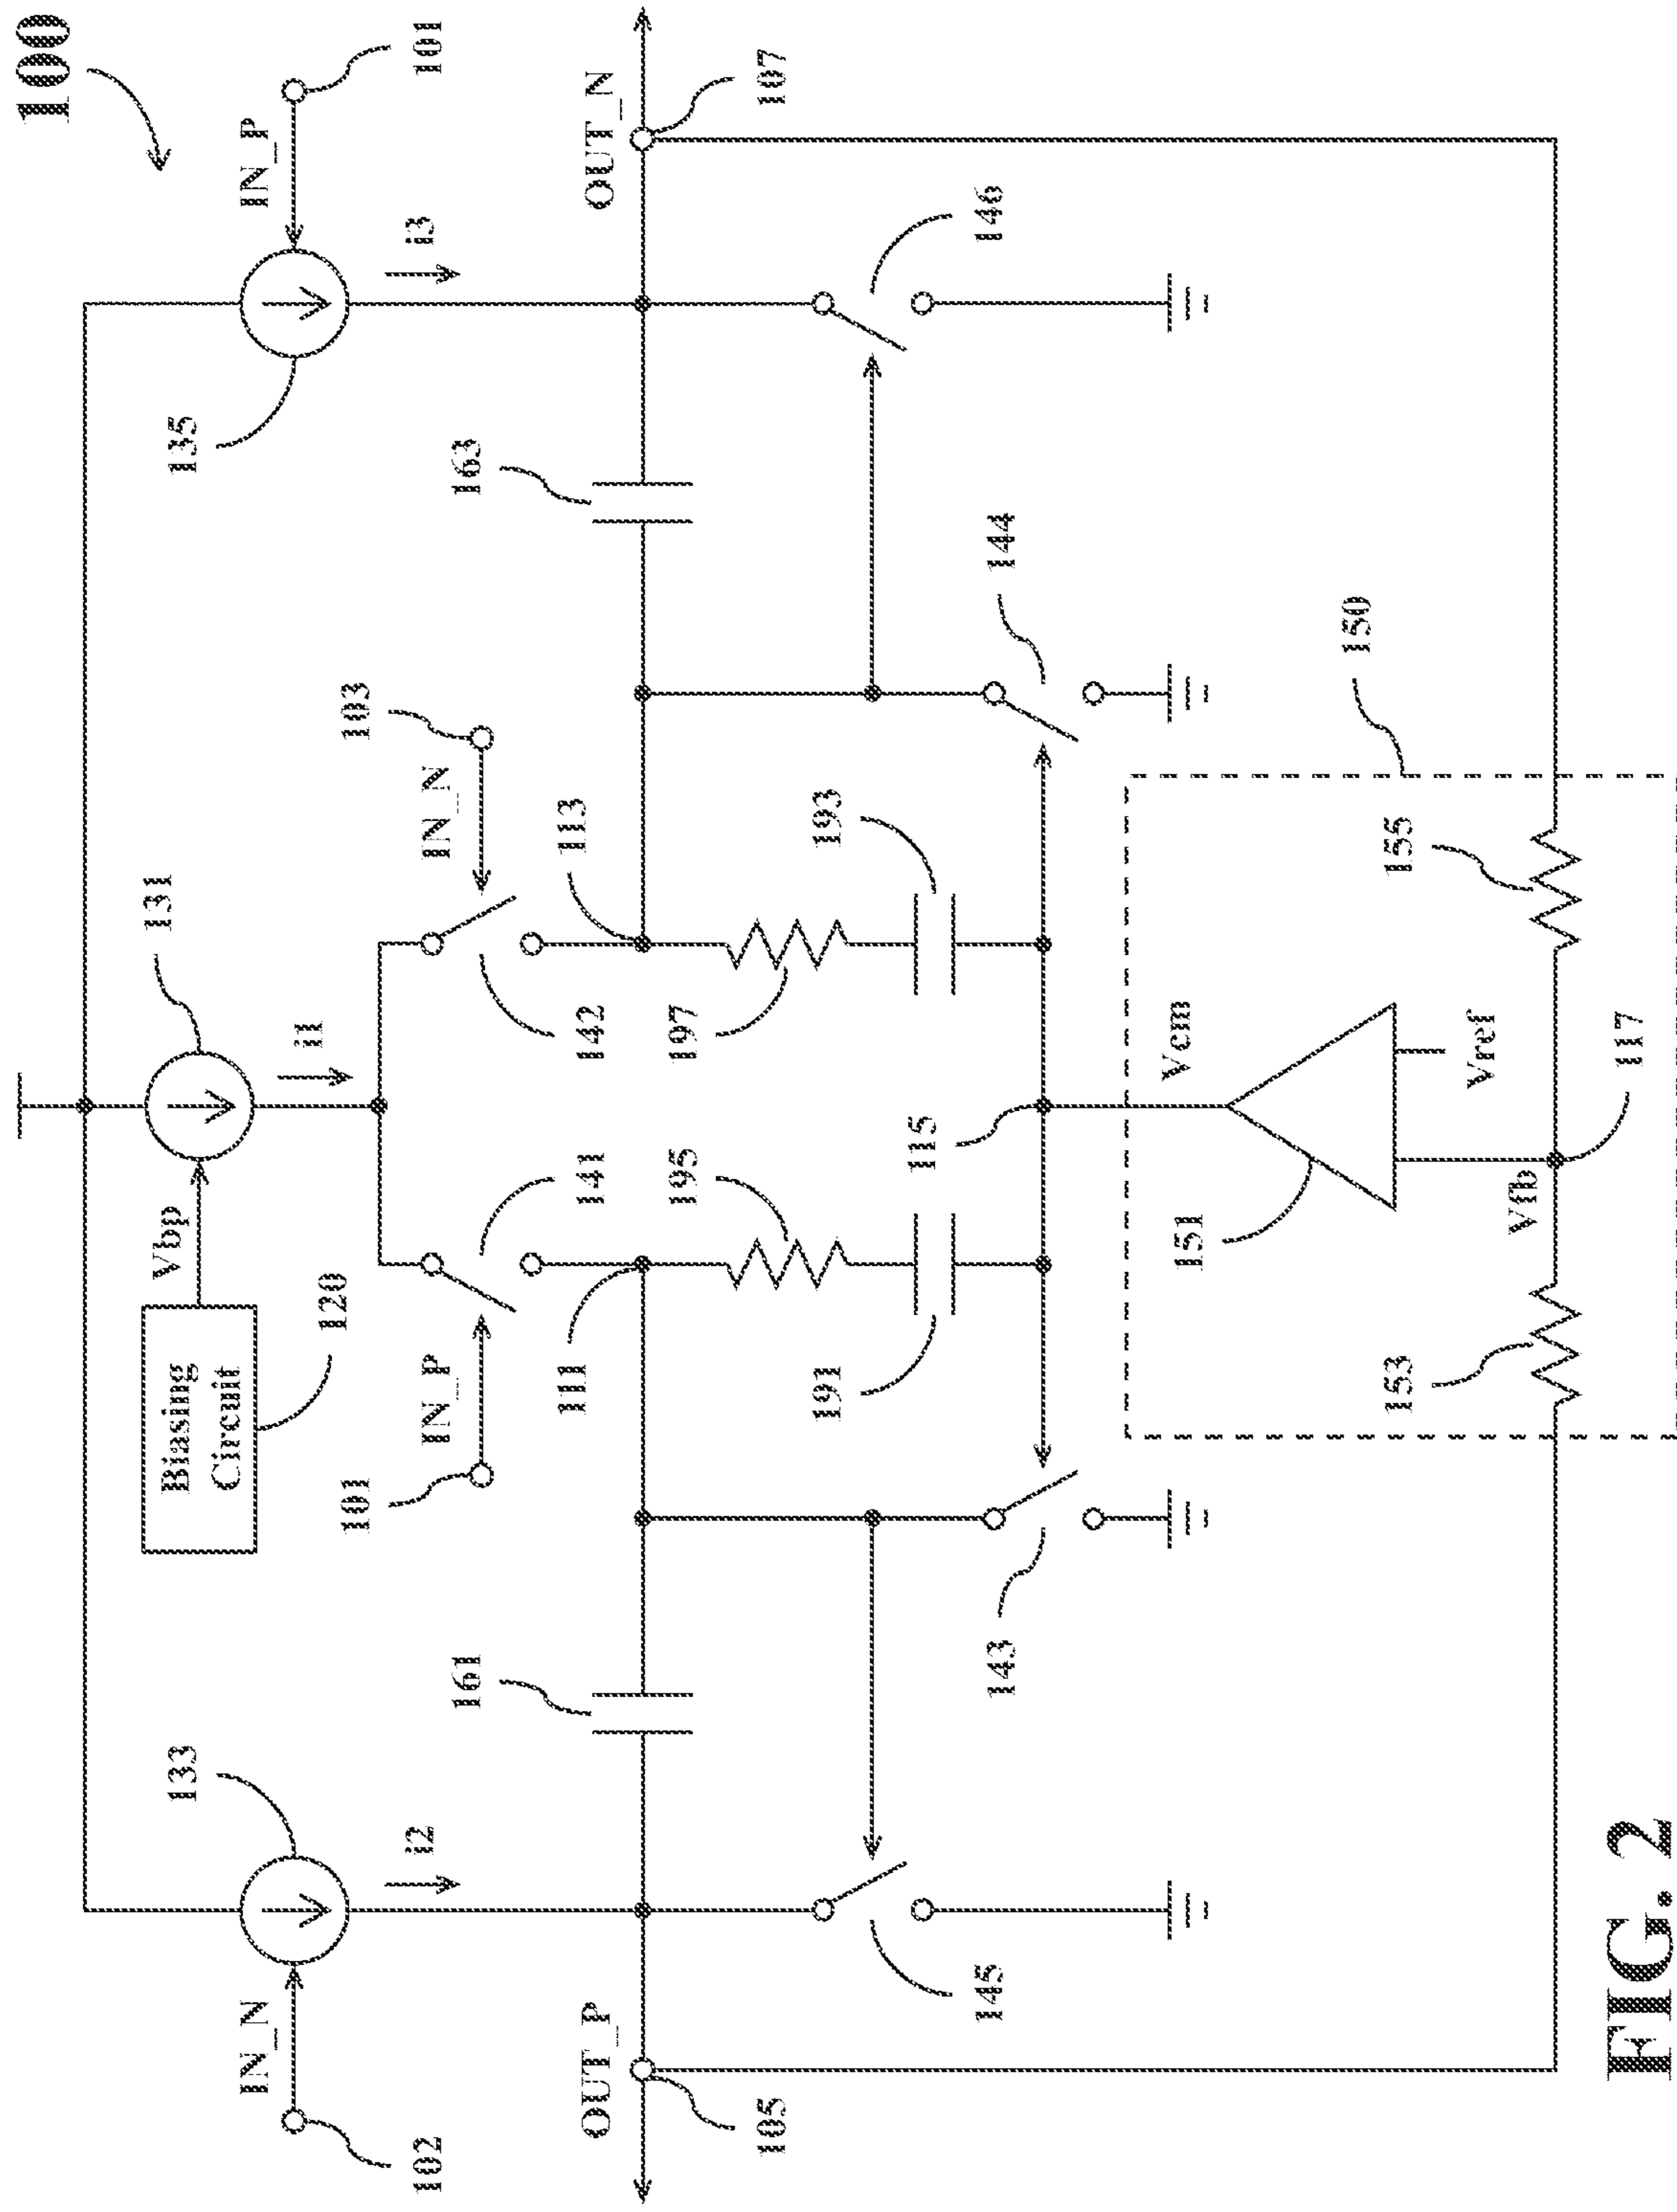 100
Biasing
Circuit
120
Vbp
131
i1
IN_N
102
133
i2
IN_P
101
135
i3
IN_P
101
141
142
IN_N
103
OUT_P
105
161
111
113
163
OUT_N
107
145
195
197
146
191
193
143
115
144
Vcm
150
151
Vref
153
Vfb
155
117
FIG. 2